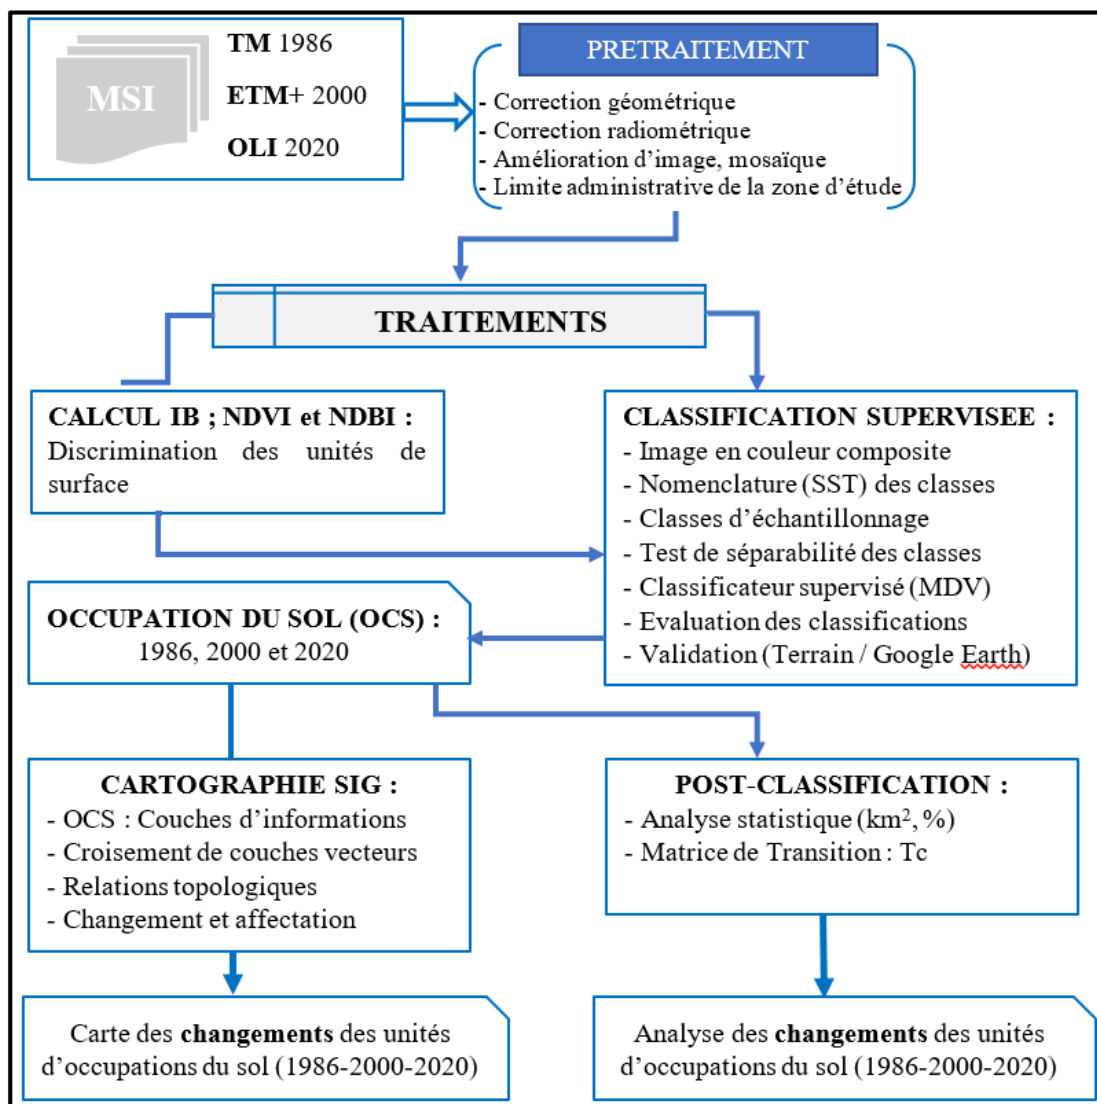 MSI
TM 1986
ETM+ 2000
OLI 2020
PRETRAITEMENT
- Correction géométrique
- Correction radiométrique
- Amélioration d’image, mosaïque
- Limite administrative de la zone d’étude
TRAITEMENTS
CALCUL IB ; NDVI et NDBI :
Discrimination des unités de
surface
CLASSIFICATION SUPERVISEE :
- Image en couleur composite
- Nomenclature (SST) des classes
- Classes d’échantillonnage
- Test de séparabilité des classes
- Classificateur supervisé (MDV)
- Evaluation des classifications
- Validation (Terrain / Google Earth)
OCCUPATION DU SOL (OCS) :
1986, 2000 et 2020
CARTOGRAPHIE SIG :
- OCS : Couches d’informations
- Croisement de couches vecteurs
- Relations topologiques
- Changement et affectation
POST-CLASSIFICATION :
- Analyse statistique (km², %)
- Matrice de Transition : Tc
Carte des changements des unités
d’occupations du sol (1986-2000-2020)
Analyse des changements des unités
d’occupations du sol (1986-2000-2020)